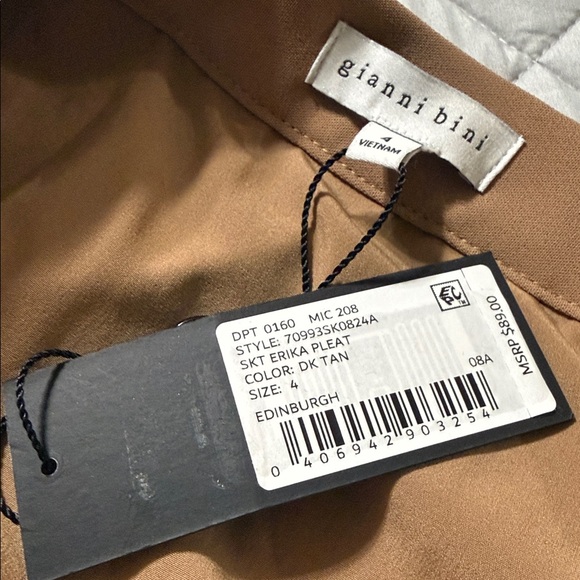 gianni bini
4
VIETNAM
DPT 0160 MIC 208
STYLE: 70993SK0824A
SKT ERIKA PLEAT
COLOR: DK TAN
SIZE: 4 08A
EDINBURGH
MSRP $89.00
0 406942 903254